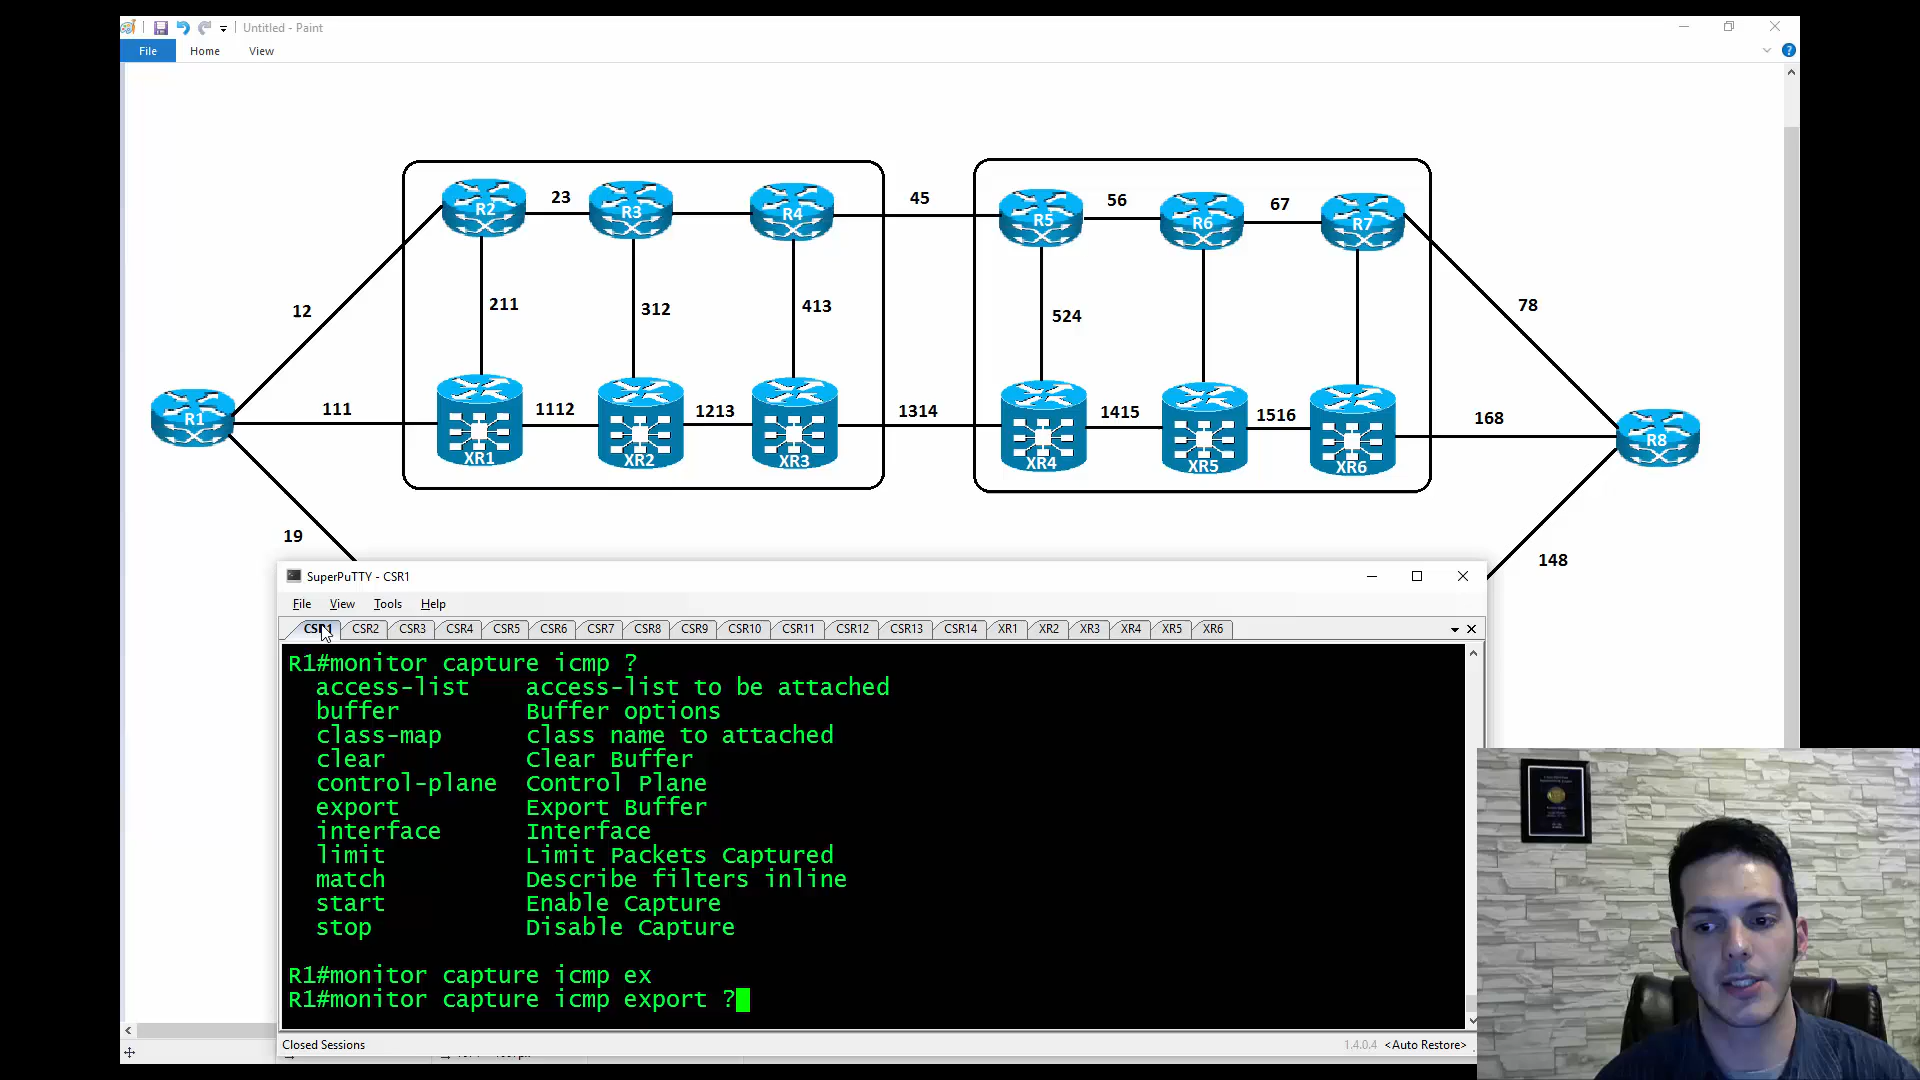 Untitled - Paint
File Home View
R2 23 R3 R4 45 R5 56 R6 67 R7
12 211 312 413 524 78
R1 111 XR1 1112 XR2 1213 XR3 1314 XR4 1415 XR5 1516 XR6 168 R8
19 148
SuperPuTTY - CSR1
File View Tools Help
CSR1 CSR2 CSR3 CSR4 CSR5 CSR6 CSR7 CSR8 CSR9 CSR10 CSR11 CSR12 CSR13 CSR14 XR1 XR2 XR3 XR4 XR5 XR6
R1#monitor capture icmp ?
access-list access-list to be attached
buffer Buffer options
class-map class name to attached
clear Clear Buffer
control-plane Control Plane
export Export Buffer
interface Interface
limit Limit Packets Captured
match Describe filters inline
start Enable Capture
stop Disable Capture
R1#monitor capture icmp ex
R1#monitor capture icmp export ?
Closed Sessions 1.4.0.4 <Auto Restore>